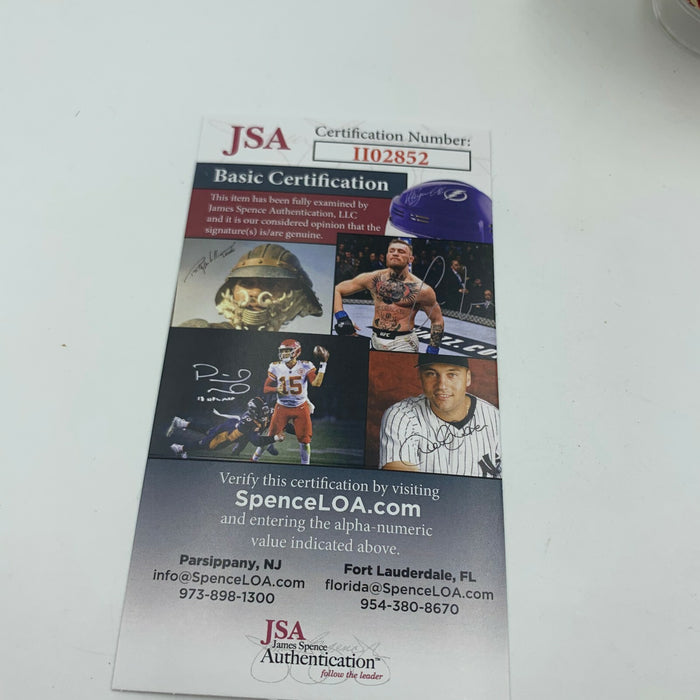 JSA
Certification Number:
II02852
Basic Certification
This item has been fully examined by
James Spence Authentication, LLC
and it is our considered opinion that the
signature(s) is/are genuine.
UFC
15
Verify this certification by visiting
SpenceLOA.com
and entering the alpha-numeric
value indicated above.
Parsippany, NJ
info@SpenceLOA.com
973-898-1300
Fort Lauderdale, FL
florida@SpenceLOA.com
954-380-8670
JSA
James Spence
Authentication™
follow the leader